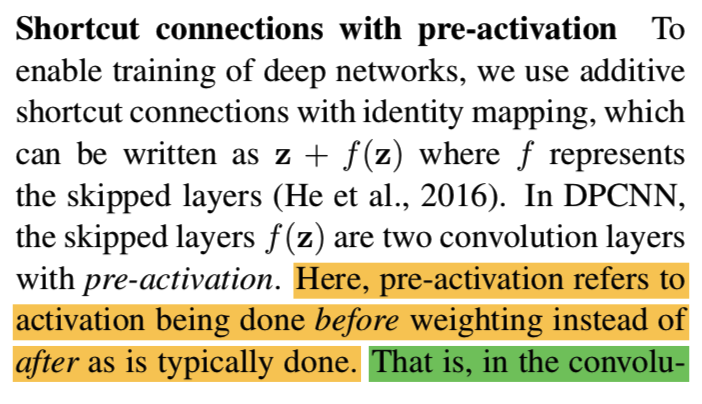 Shortcut connections with pre-activation To
enable training of deep networks, we use additive
shortcut connections with identity mapping, which
can be written as z + f(z) where f represents
the skipped layers (He et al., 2016). In DPCNN,
the skipped layers f(z) are two convolution layers
with pre-activation. Here, pre-activation refers to
activation being done before weighting instead of
after as is typically done. That is, in the convolu-